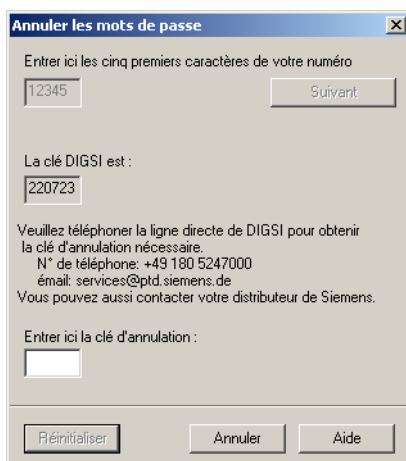 Annuler les mots de passe
Entrer ici les cinq premiers caractères de votre numéro
12345
Suivant
La clé DIGSI est :
220723
Veuillez téléphoner la ligne directe de DIGSI pour obtenir
la clé d'annulation nécessaire.
N° de téléphone: +49 180 5247000
émail: services@ptd.siemens.de
Vous pouvez aussi contacter votre distributeur de Siemens.
Entrer ici la clé d'annulation :
Réinitialiser Annuler Aide